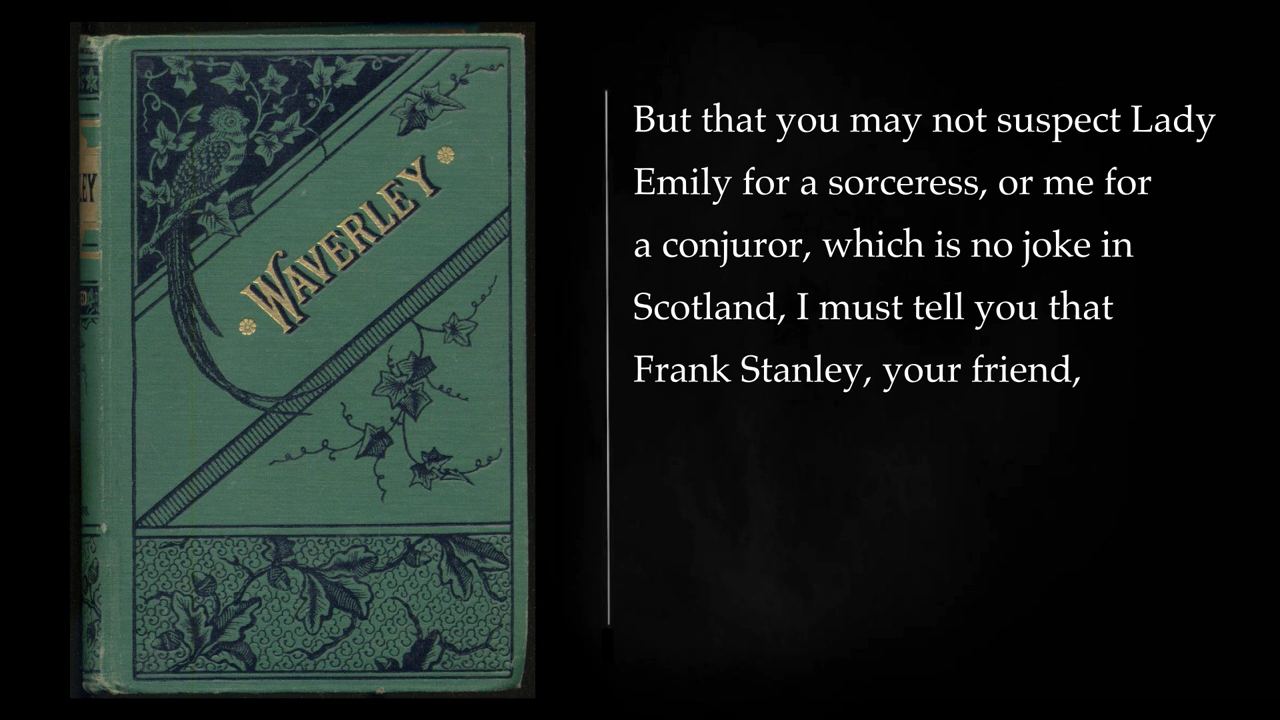 WAVERLEY
But that you may not suspect Lady
Emily for a sorceress, or me for
a conjuror, which is no joke in
Scotland, I must tell you that
Frank Stanley, your friend,